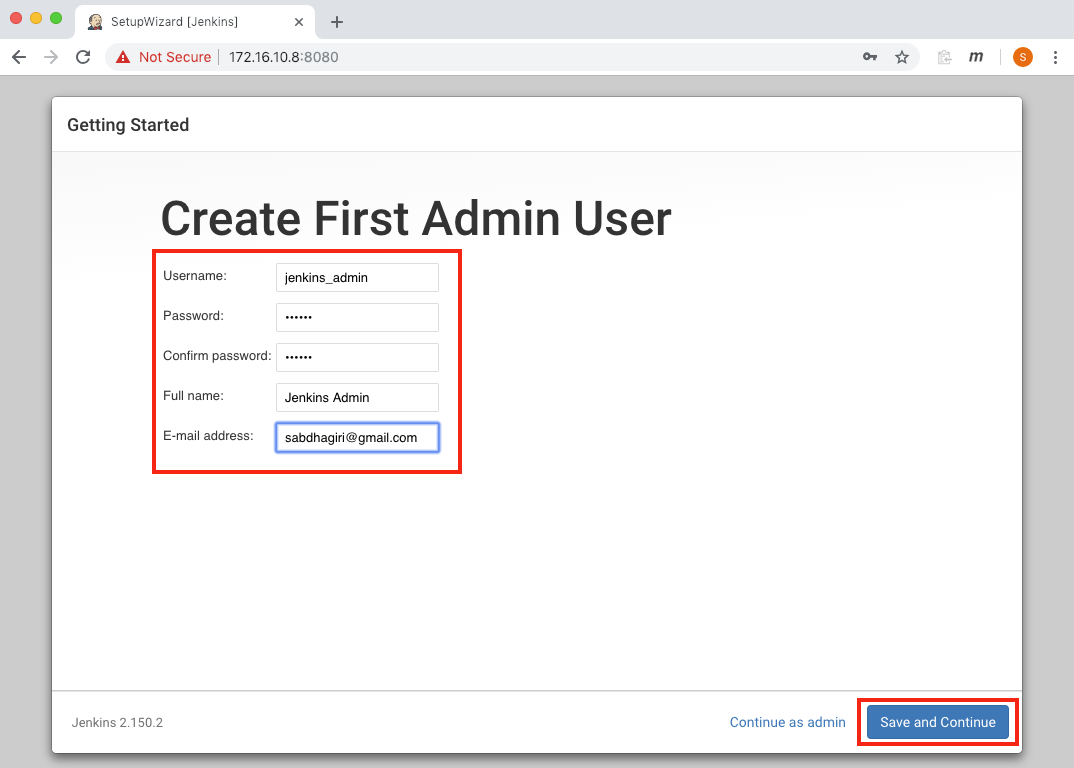 SetupWizard [Jenkins]
Not Secure 172.16.10.8:8080
m
S
Getting Started
Create First Admin User
Username: jenkins_admin
Password: ••••••
Confirm password: ••••••
Full name: Jenkins Admin
E-mail address: sabdhagiri@gmail.com
Jenkins 2.150.2 Continue as admin Save and Continue